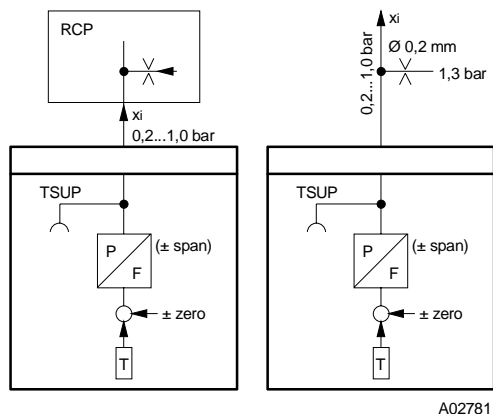 RCP
xi
0,2...1,0 bar
TSUP
P
F
(± span)
± zero
T
xi
Ø 0,2 mm
0,2...1,0 bar
1,3 bar
TSUP
P
F
(± span)
± zero
T
A02781